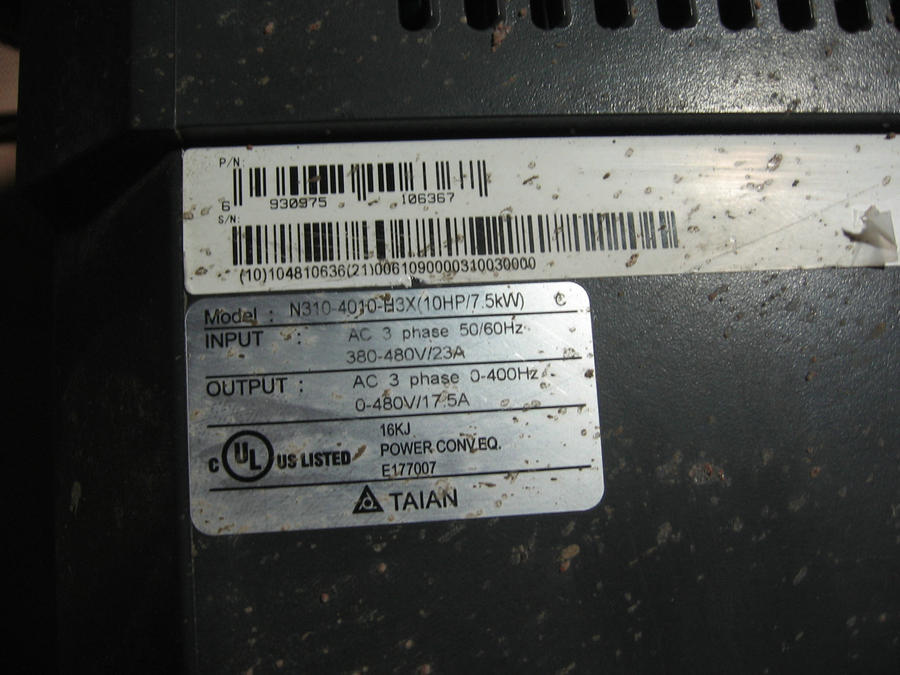 P/N:
6 930975 106367
S/N:
(10)104810636(21)0061090000310030000
Model : N310-4010-H3X(10HP/7.5kW) C
INPUT : AC 3 phase 50/60Hz
380-480V/23A
OUTPUT : AC 3 phase 0-400Hz
0-480V/17.5A
16KJ
C UL US LISTED POWER CONV.EQ.
E177007
TAIAN